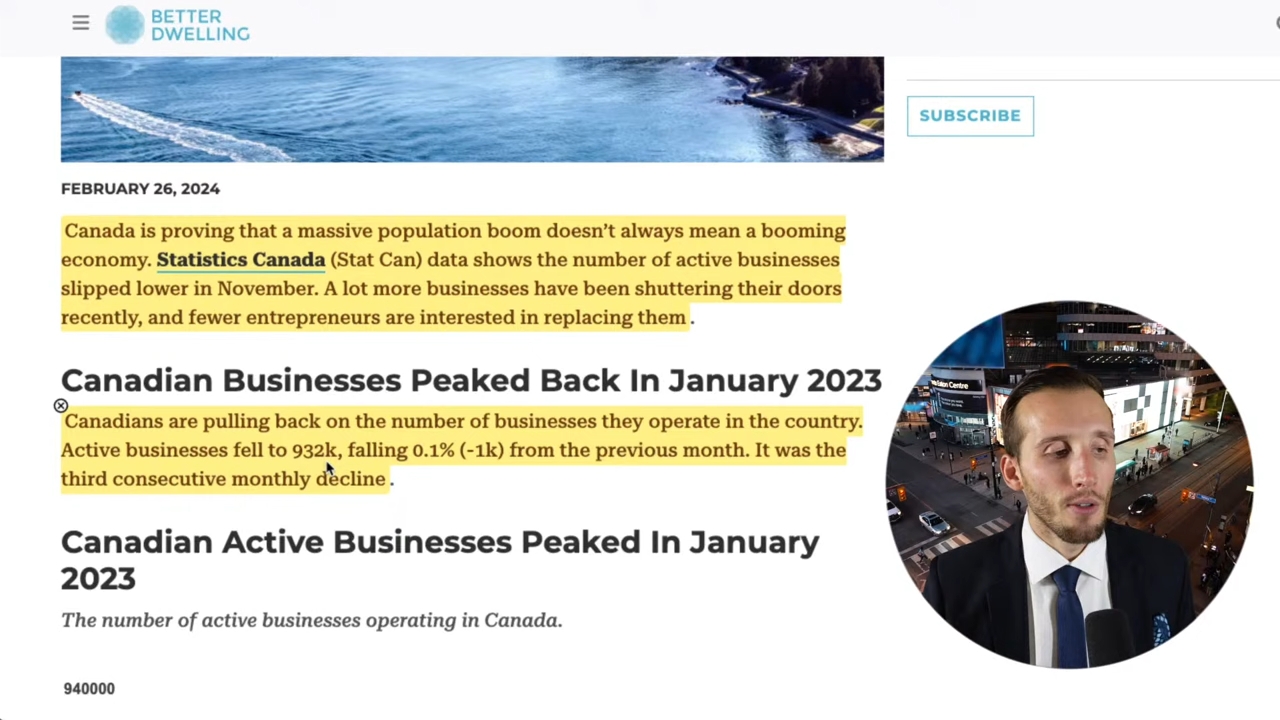 BETTER
DWELLING
SUBSCRIBE
FEBRUARY 26, 2024
Canada is proving that a massive population boom doesn’t always mean a booming
economy. Statistics Canada (Stat Can) data shows the number of active businesses
slipped lower in November. A lot more businesses have been shuttering their doors
recently, and fewer entrepreneurs are interested in replacing them.
Canadian Businesses Peaked Back In January 2023
Canadians are pulling back on the number of businesses they operate in the country.
Active businesses fell to 932k, falling 0.1% (-1k) from the previous month. It was the
third consecutive monthly decline.
Canadian Active Businesses Peaked In January
2023
The number of active businesses operating in Canada.
940000